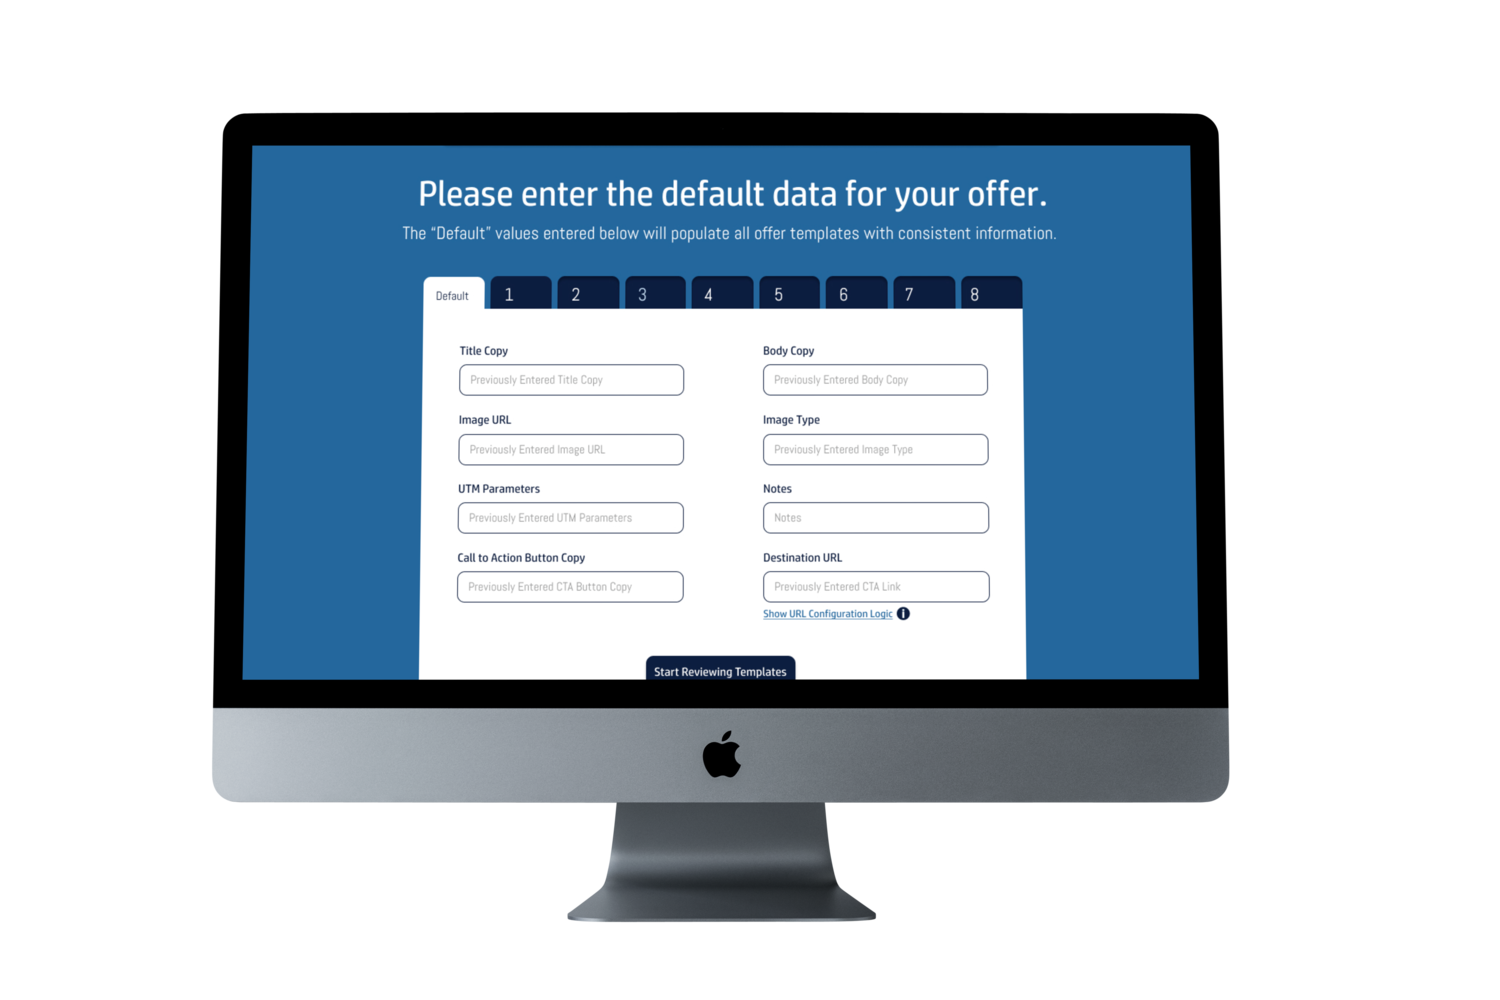 Please enter the default data for your offer.
The “Default” values entered below will populate all offer templates with consistent information.
Default 1 2 3 4 5 6 7 8
Title Copy Body Copy
Previously Entered Title Copy Previously Entered Body Copy
Image URL Image Type
Previously Entered Image URL Previously Entered Image Type
UTM Parameters Notes
Previously Entered UTM Parameters Notes
Call to Action Button Copy Destination URL
Previously Entered CTA Button Copy Previously Entered CTA Link
Show URL Configuration Logic i
Start Reviewing Templates